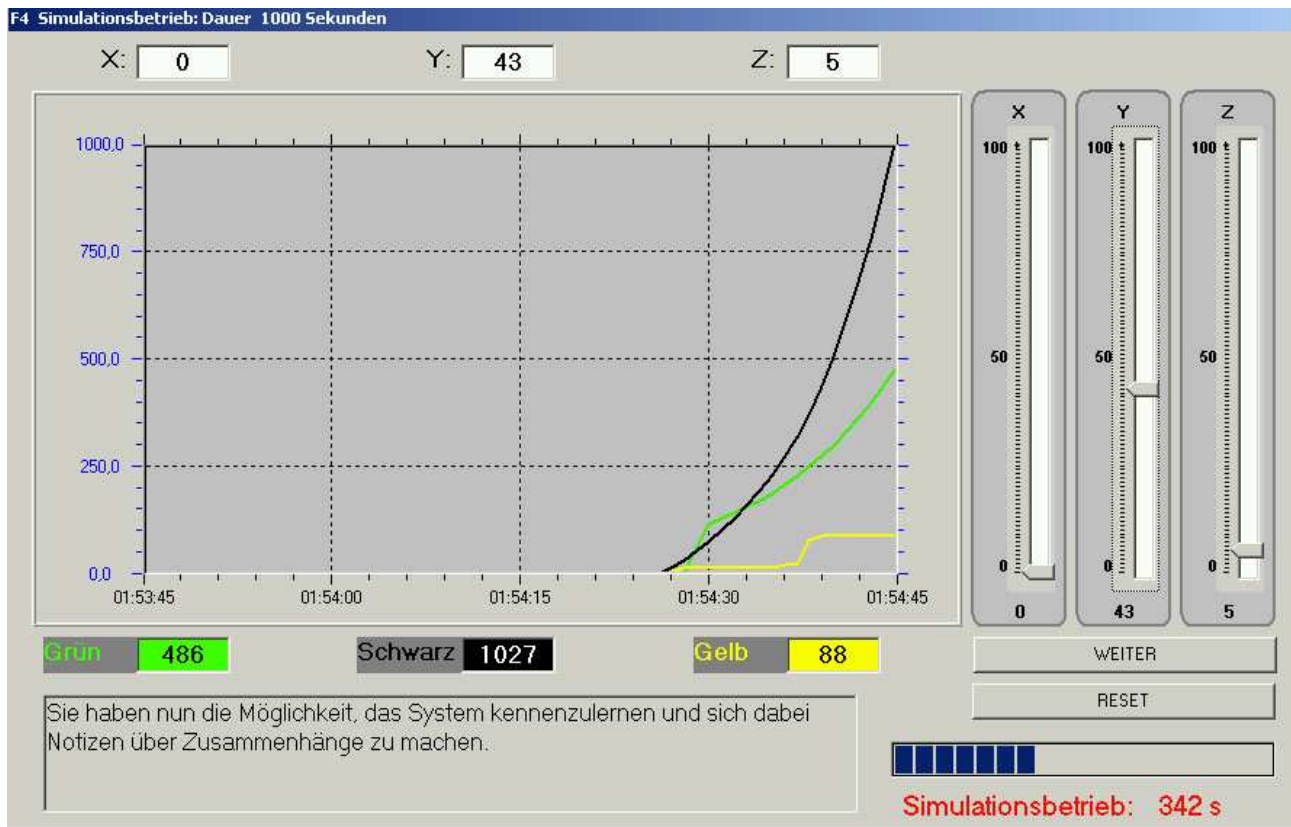 F4 Simulationsbetrieb: Dauer 1000 Sekunden
X: 0 Y: 43 Z: 5
1000,0
750,0
500,0
250,0
0,0
01:53:45 01:54:00 01:54:15 01:54:30 01:54:45
X Y Z
100 100 100
50 50 50
0 0 0
0 43 5
Grün 486 Schwarz 1027 Gelb 88
WEITER
RESET
Sie haben nun die Möglichkeit, das System kennenzulernen und sich dabei
Notizen über Zusammenhänge zu machen.
Simulationsbetrieb: 342 s